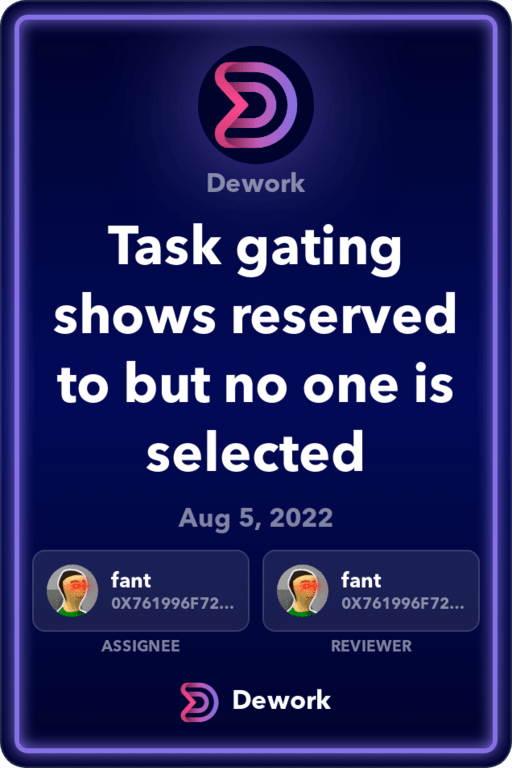 Dework
Task gating
shows reserved
to but no one is
selected
Aug 5, 2022
fant
0X761996F72...
ASSIGNEE
fant
0X761996F72...
REVIEWER
Dework